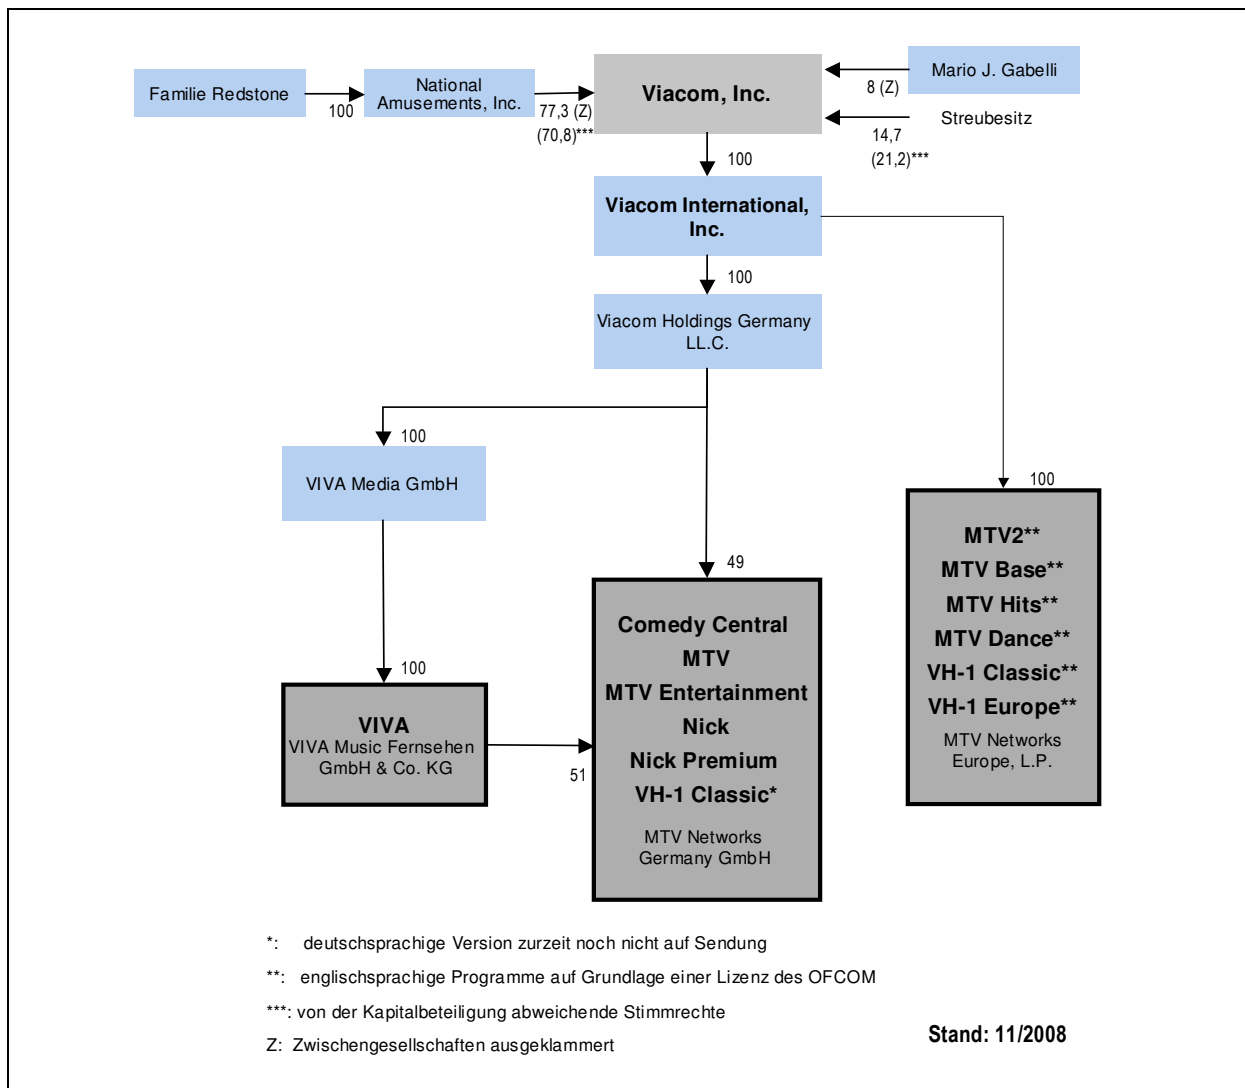 Familie Redstone
100
National
Amusements, Inc.
77,3 (Z)
(70,8)***
Viacom, Inc.
Mario J. Gabelli
8 (Z)
Streubesitz
14,7
(21,2)***
100
Viacom International,
Inc.
100
Viacom Holdings Germany
LL.C.
100
VIVA Media GmbH
100
VIVA
VIVA Music Fernsehen
GmbH & Co. KG
51
49
Comedy Central
MTV
MTV Entertainment
Nick
Nick Premium
VH-1 Classic*
MTV Networks
Germany GmbH
100
MTV2**
MTV Base**
MTV Hits**
MTV Dance**
VH-1 Classic**
VH-1 Europe**
MTV Networks
Europe, L.P.
*: deutschsprachige Version zurzeit noch nicht auf Sendung
**: englischsprachige Programme auf Grundlage einer Lizenz des OFCOM
***: von der Kapitalbeteiligung abweichende Stimmrechte
Z: Zwischengesellschaften ausgeklammert
Stand: 11/2008